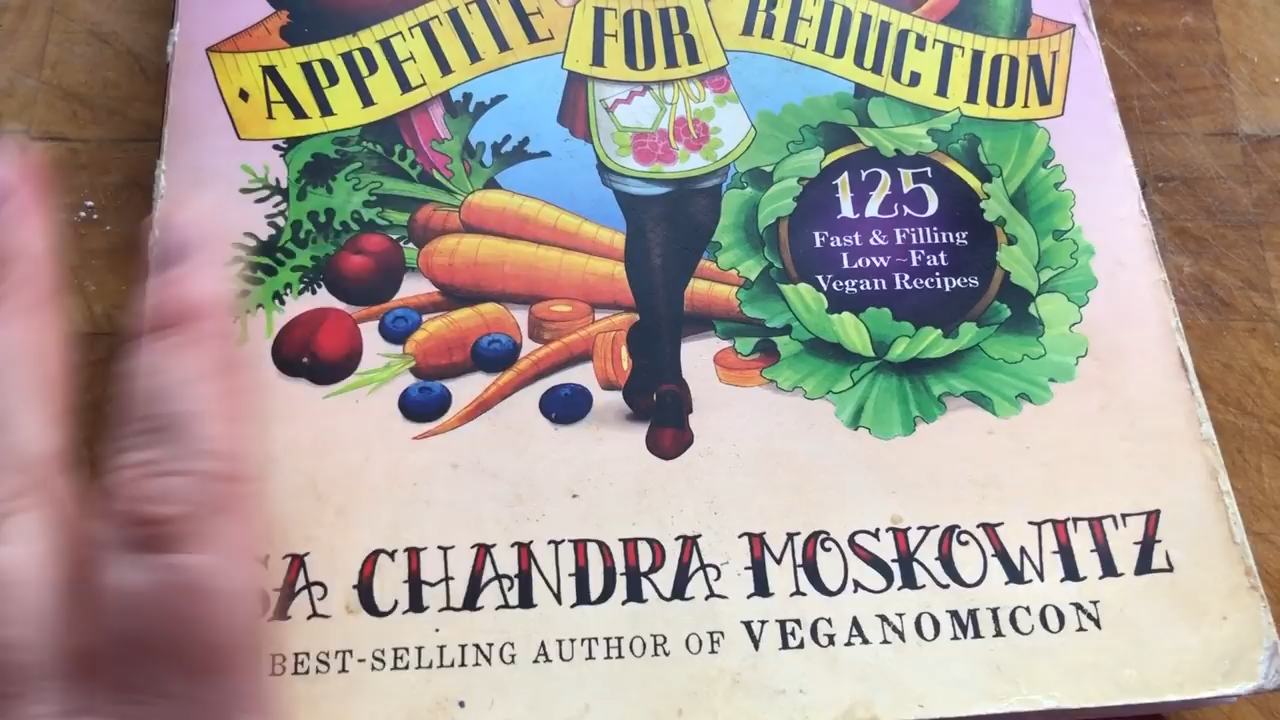 APPETITE FOR REDUCTION
125
Fast & Filling
Low~Fat
Vegan Recipes
CHANDRA MOSKOWITZ
BEST-SELLING AUTHOR OF VEGANOMICON